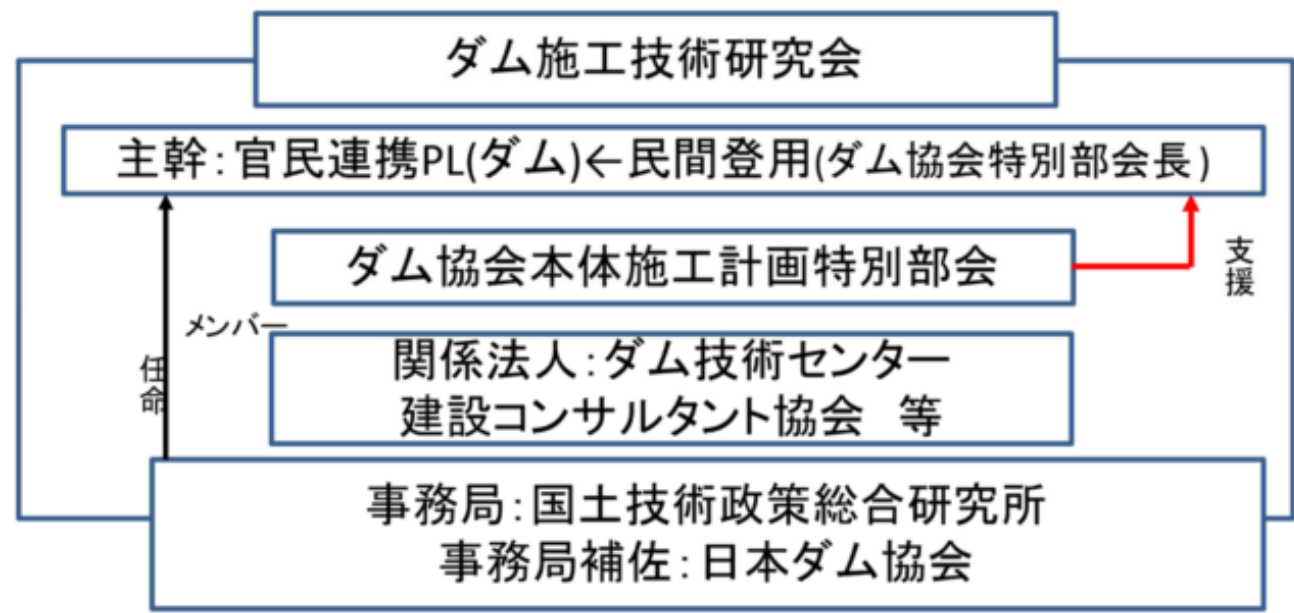 ダム施工技術研究会
主幹：官民連携PL(ダム)←民間登用(ダム協会特別部会長)
ダム協会本体施工計画特別部会
支援
メンバー
任命
関係法人：ダム技術センター
建設コンサルタント協会　等
事務局：国土技術政策総合研究所
事務局補佐：日本ダム協会